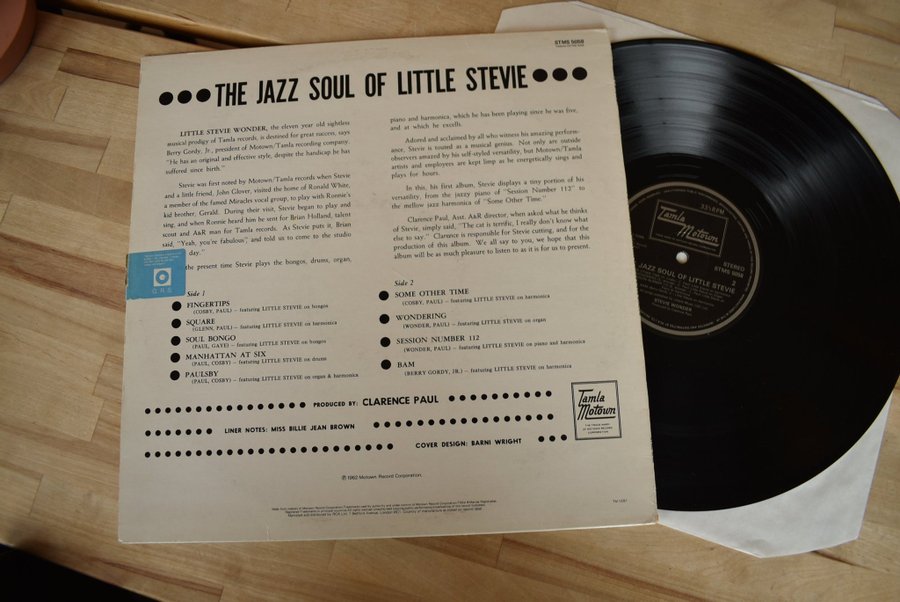 STMS 5058
●●●THE JAZZ SOUL OF LITTLE STEVIE●●●
LITTLE STEVIE WONDER, the eleven year old sightless
musical prodigy of Tamla records, is destined for great success, says
Berry Gordy, Jr., president of Motown/Tamla recording company.
"He has an original and effective style, despite the handicap he has
suffered since birth."
Stevie was first noted by Motown/Tamla records when Stevie
and a little friend, John Glover, visited the home of Ronald White,
a member of the famed Miracles vocal group, to play with Ronnie's
kid brother, Gerald. During their visit, Stevie began to play and
sing, and when Ronnie heard him he sent for Brian Holland, talent
scout and A&R man for Tamla records. As Stevie puts it, Brian
said, "Yeah, you're fabulous", and told us to come to the studio
day."
the present time Stevie plays the bongos, drums, organ,
piano and harmonica, which he has been playing since he was five,
and at which he excells.
Adored and acclaimed by all who witness his amazing perform-
ance, Stevie is touted as a musical genius. Not only are outside
observers amazed by his self-styled versatility, but Motown/Tamla
artists and employers are kept limp as he energetically sings and
plays for hours.
In this, his first album, Stevie displays a tiny portion of his
versatility, from the jazzy piano of "Session Number 112" to
the mellow jazz harmonica of "Some Other Time."
Clarence Paul, Asst. A&R director, when asked what he thinks
of Stevie, simply said, "The cat is terrific. I really don't know what
else to say." Clarence is responsible for Stevie cutting, and for the
production of this album. We all say to you, we hope that this
album will be as much pleasure to listen to as it is for us to present.
Side 1
FINGERTIPS
(COSBY, PAUL) – featuring LITTLE STEVIE on bongos
SQUARE
(GLENN, PAUL) – featuring LITTLE STEVIE on harmonica
SOUL BONGO
(PAUL, GAYE) – featuring LITTLE STEVIE on bongos
MANHATTAN AT SIX
(PAUL, COSBY) – featuring LITTLE STEVIE on drums
PAULSBY
(PAUL, COSBY) – featuring LITTLE STEVIE on organ & harmonica
Side 2
SOME OTHER TIME
(COSBY, PAUL) – featuring LITTLE STEVIE on harmonica
WONDERING
(WONDER, PAUL) – featuring LITTLE STEVIE on organ
SESSION NUMBER 112
(WONDER, PAUL) – featuring LITTLE STEVIE on piano and harmonica
BAM
(BERRY GORDY, JR.) – featuring LITTLE STEVIE on harmonica
PRODUCED BY: CLARENCE PAUL
LINER NOTES: MISS BILLIE JEAN BROWN
COVER DESIGN: BARNI WRIGHT
Tamla
Motown
℗ 1962 Motown Record Corporation.
33⅓ RPM
Tamla
Motown
STEREO
STMS 5058
2
JAZZ SOUL OF LITTLE STEVIE
STEVIE WONDER